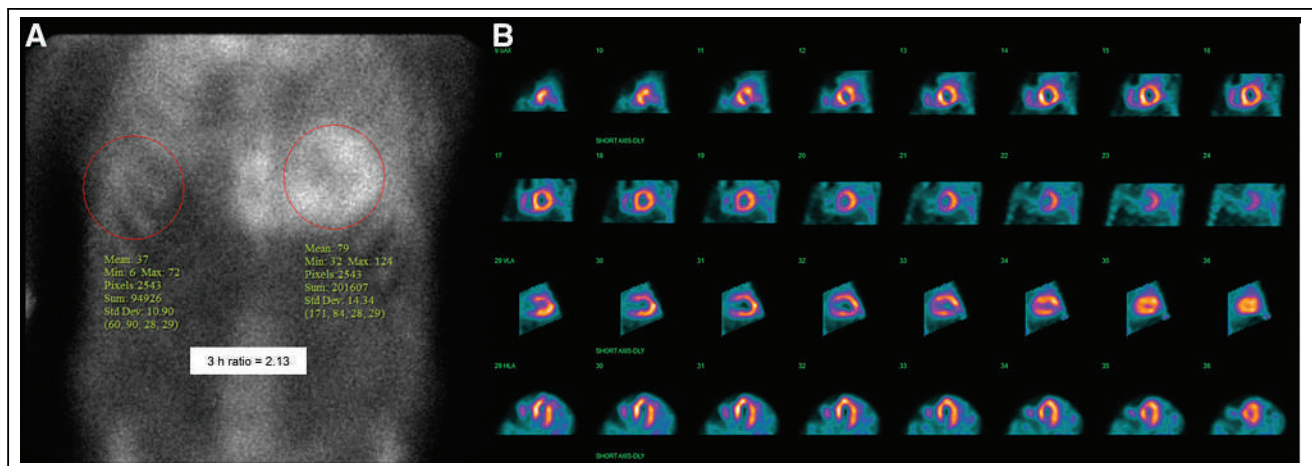 A
Mean: 37
Min: 6 Max: 72
Pixels:2543
Sum: 94926
Std Dev: 10.90
(60, 90, 28, 29)
Mean: 79
Min: 32 Max: 124
Pixels:2543
Sum: 201607
Std Dev: 14.34
(171, 84, 28, 29)
3 h ratio = 2.13
B
9 SAX 10 11 12 13 14 15 16
SHORT AXIS-DLY
17 18 19 20 21 22 23 24
29 VLA 30 31 32 33 34 35 36
SHORT AXIS-DLY
29 HLA 30 31 32 33 34 35 36
SHORT AXIS-DLY